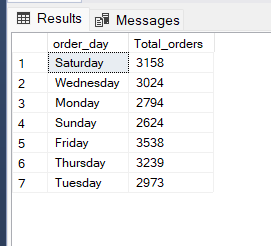 Results Messages
order_day Total_orders
1 Saturday 3158
2 Wednesday 3024
3 Monday 2794
4 Sunday 2624
5 Friday 3538
6 Thursday 3239
7 Tuesday 2973